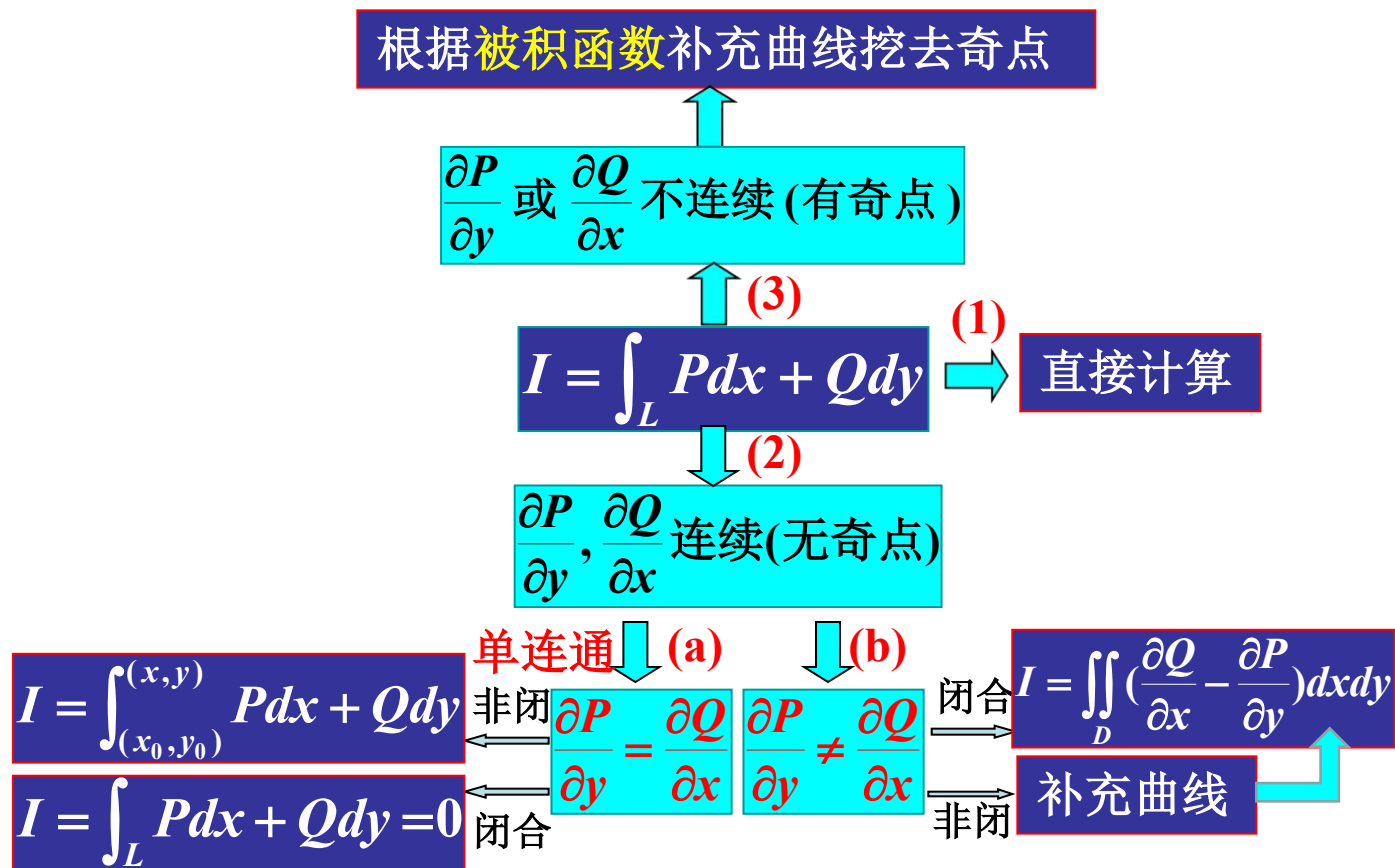 根据被积函数补充曲线挖去奇点
∂P/∂y 或 ∂Q/∂x 不连续 (有奇点 )
(3)
(1)
I = ∫_L Pdx + Qdy
直接计算
(2)
∂P/∂y , ∂Q/∂x 连续(无奇点)
单连通
(a)
(b)
I = ∫_{(x₀,y₀)}^{(x,y)} Pdx + Qdy
非闭
∂P/∂y = ∂Q/∂x
∂P/∂y ≠ ∂Q/∂x
闭合
I = ∬_D (∂Q/∂x − ∂P/∂y)dxdy
I = ∫_L Pdx + Qdy =0
闭合
非闭
补充曲线